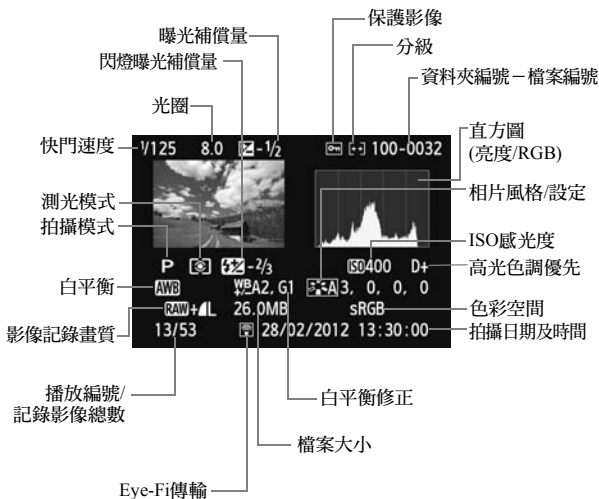 保護影像
曝光補償量
分級
閃燈曝光補償量
資料夾編號－檔案編號
光圈
直方圖
(亮度/RGB)
快門速度
1/125 8.0 -1/2 100-0032
相片風格/設定
測光模式
拍攝模式
ISO感光度
P -2/3 ISO 400 D+
高光色調優先
白平衡
AWB WB+/- A2, G1 A 3, 0, 0, 0
RAW+L 26.0MB sRGB
色彩空間
影像記錄畫質
13/53 28/02/2012 13:30:00
拍攝日期及時間
播放編號/
記錄影像總數
白平衡修正
檔案大小
Eye-Fi傳輸